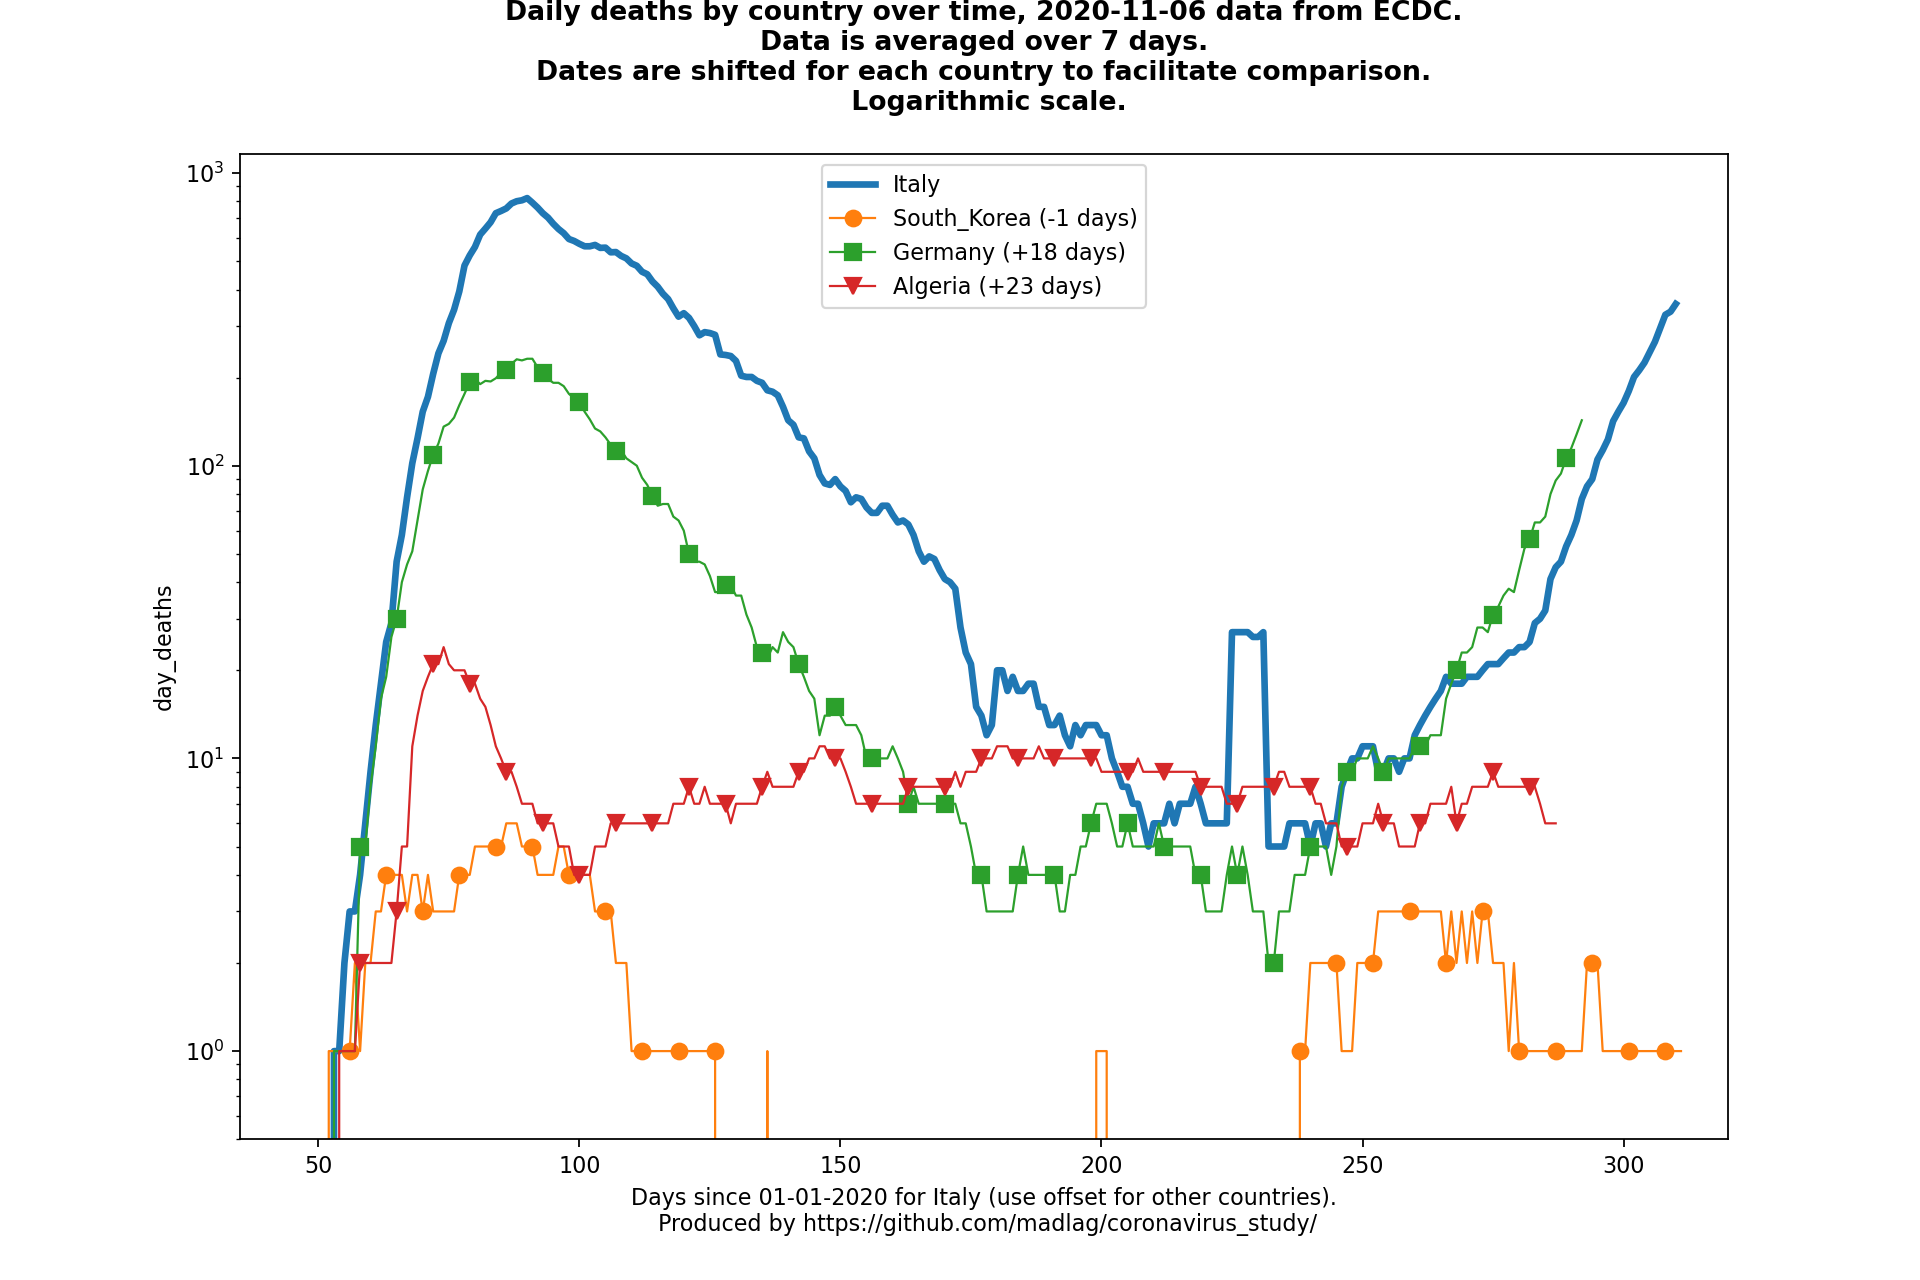 Daily deaths by country over time, 2020-11-06 data from ECDC.
Data is averaged over 7 days.
Dates are shifted for each country to facilitate comparison.
Logarithmic scale.
Italy
South_Korea (-1 days)
Germany (+18 days)
Algeria (+23 days)
day_deaths
10³
10²
10¹
10⁰
50 100 150 200 250 300
Days since 01-01-2020 for Italy (use offset for other countries).
Produced by https://github.com/madlag/coronavirus_study/